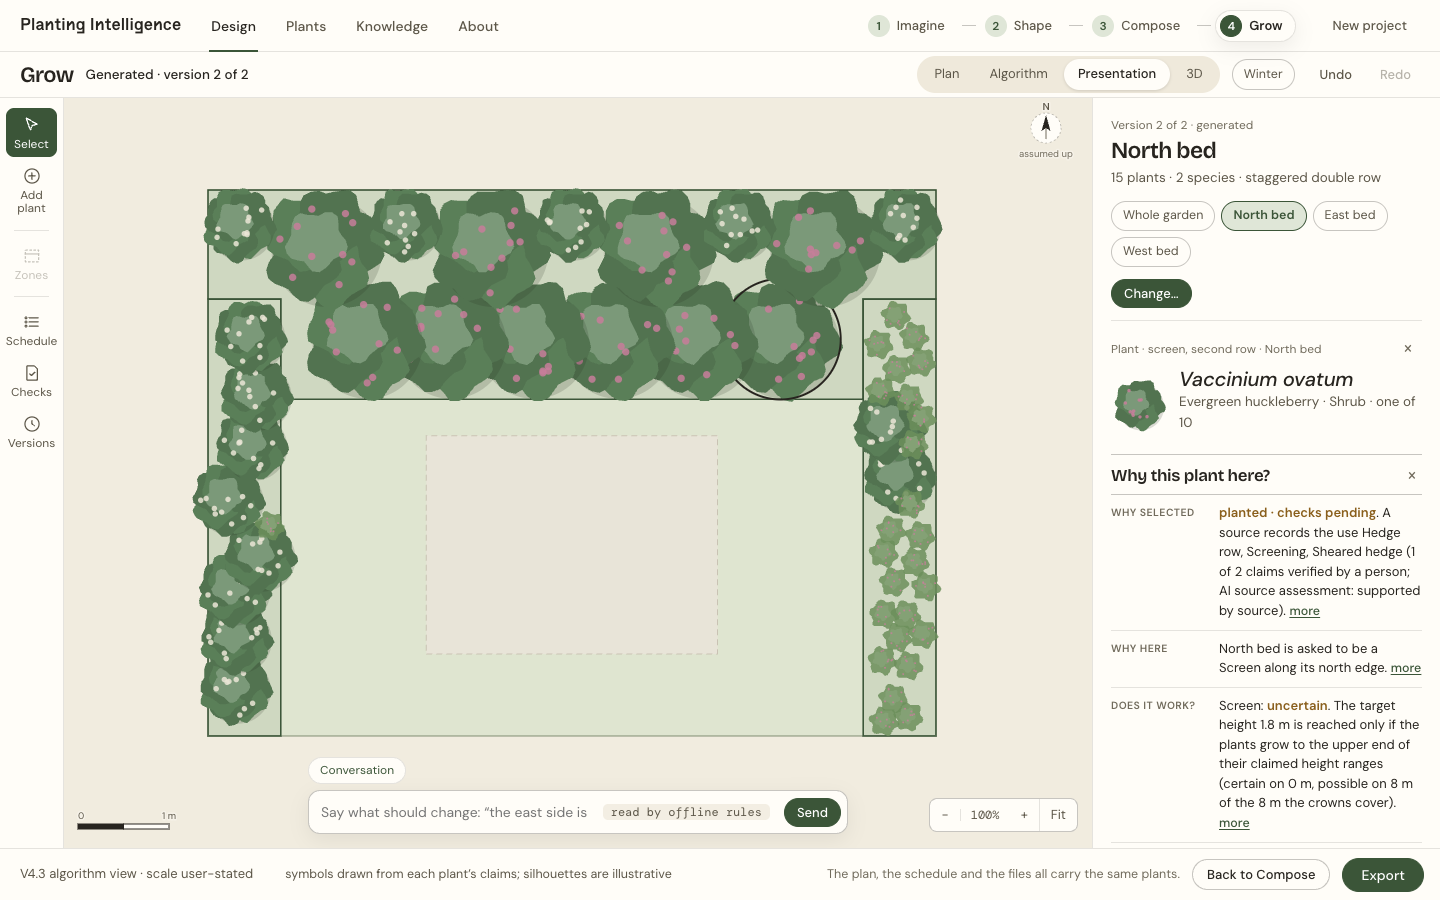 Planting Intelligence
Design
Plants
Knowledge
About
1 Imagine
2 Shape
3 Compose
4 Grow
New project
Grow
Generated · version 2 of 2
Plan
Algorithm
Presentation
3D
Winter
Undo
Redo
Select
Add
plant
Zones
Schedule
Checks
Versions
N
assumed up
Version 2 of 2 · generated
North bed
15 plants · 2 species · staggered double row
Whole garden
North bed
East bed
West bed
Change…
Plant · screen, second row · North bed
×
Vaccinium ovatum
Evergreen huckleberry · Shrub · one of
10
Why this plant here?
×
WHY SELECTED
planted · checks pending. A
source records the use Hedge
row, Screening, Sheared hedge (1
of 2 claims verified by a person;
AI source assessment: supported
by source). more
WHY HERE
North bed is asked to be a
Screen along its north edge. more
DOES IT WORK?
Screen: uncertain. The target
height 1.8 m is reached only if the
plants grow to the upper end of
their claimed height ranges
(certain on 0 m, possible on 8 m
of the 8 m the crowns cover).
more
Conversation
Say what should change: “the east side is
read by offline rules
Send
0
1 m
−
100%
+
Fit
V4.3 algorithm view · scale user-stated
symbols drawn from each plant’s claims; silhouettes are illustrative
The plan, the schedule and the files all carry the same plants.
Back to Compose
Export